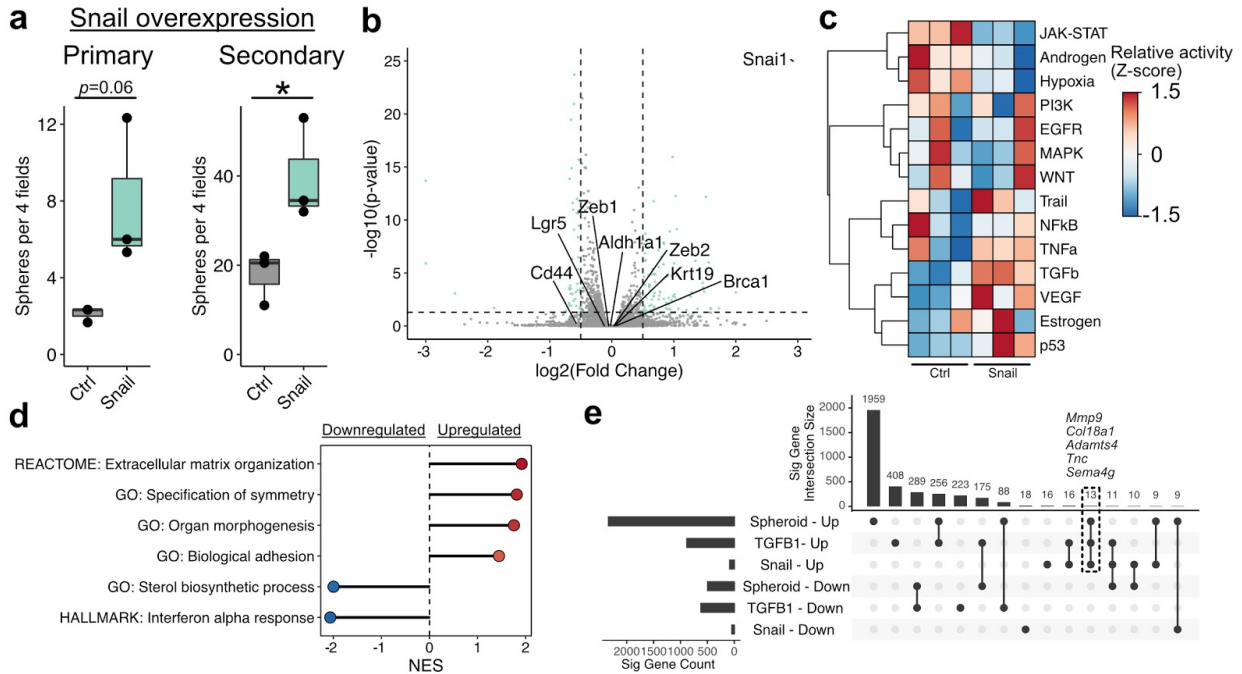 a
Snail overexpression
Primary
Secondary
p=0.06
*
Spheres per 4 fields
12
8
4
0
Ctrl
Snail
Spheres per 4 fields
40
20
0
Ctrl
Snail
b
-log10(p-value)
25
20
15
10
5
0
Snai1
Zeb1
Lgr5
Aldh1a1
Zeb2
Cd44
Krt19
Brca1
-3
-2
-1
0
1
2
3
log2(Fold Change)
c
JAK-STAT
Androgen
Hypoxia
PI3K
EGFR
MAPK
WNT
Trail
NFkB
TNFa
TGFb
VEGF
Estrogen
p53
Ctrl
Snail
Relative activity
(Z-score)
1.5
0
-1.5
d
Downregulated
Upregulated
REACTOME: Extracellular matrix organization
GO: Specification of symmetry
GO: Organ morphogenesis
GO: Biological adhesion
GO: Sterol biosynthetic process
HALLMARK: Interferon alpha response
-2
-1
0
1
2
NES
e
Sig Gene
Intersection Size
2000
1500
1000
500
0
1959
408
289
256
223
175
88
18
16
16
13
11
10
9
9
Mmp9
Col18a1
Adamts4
Tnc
Sema4g
Spheroid - Up
TGFB1- Up
Snail - Up
Spheroid - Down
TGFB1 - Down
Snail - Down
2000
1500
1000
500
0
Sig Gene Count